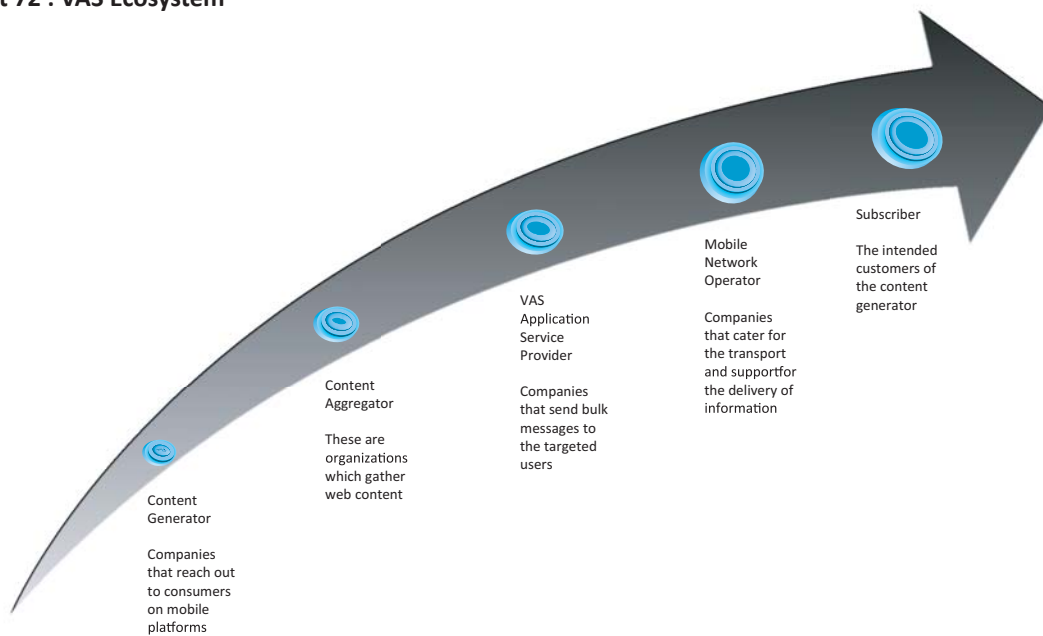 t 72 : VAS Ecosystem
Subscriber
The intended
customers of
the content
generator
Mobile
Network
Operator
Companies
that cater for
the transport
and supportfor
the delivery of
information
VAS
Application
Service
Provider
Companies
that send bulk
messages to
the targeted
users
Content
Aggregator
These are
organizations
which gather
web content
Content
Generator
Companies
that reach out
to consumers
on mobile
platforms